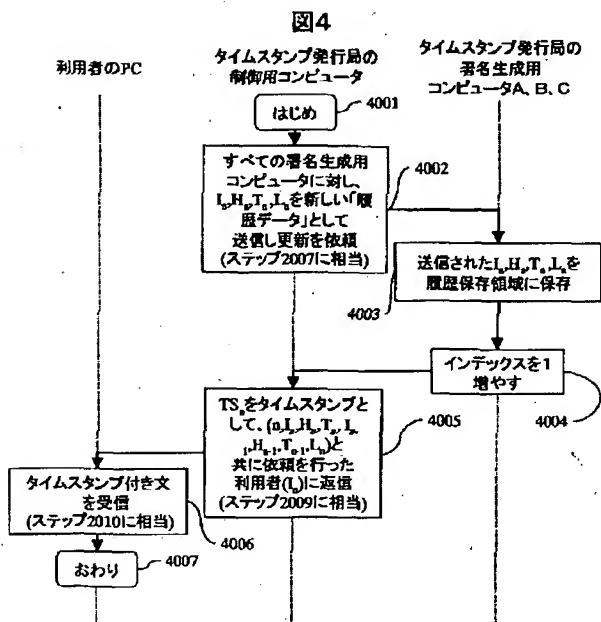 図4
利用者のPC
タイムスタンプ発行局の
制御用コンピュータ
タイムスタンプ発行局の
署名生成用
コンピュータA、B、C
はじめ
4001
すべての署名生成用
コンピュータに対し、
Iₙ,Hₙ,Tₙ,Lₙを新しい「履
歴データ」として
送信し更新を依頼
(ステップ2007に相当)
4002
送信されたIₙ,Hₙ,Tₙ,Lₙを
履歴保存領域に保存
4003
インデックスを1
増やす
4004
TSₙをタイムスタンプと
して、(n,Iₙ,Hₙ,Tₙ,Iₙ₋
₁,Hₙ₋₁,Tₙ₋₁,Lₙ)と
共に依頼を行った
利用者(Iₙ)に返信
(ステップ2009に相当)
4005
タイムスタンプ付き文
を受信
(ステップ2010に相当)
4006
おわり
4007